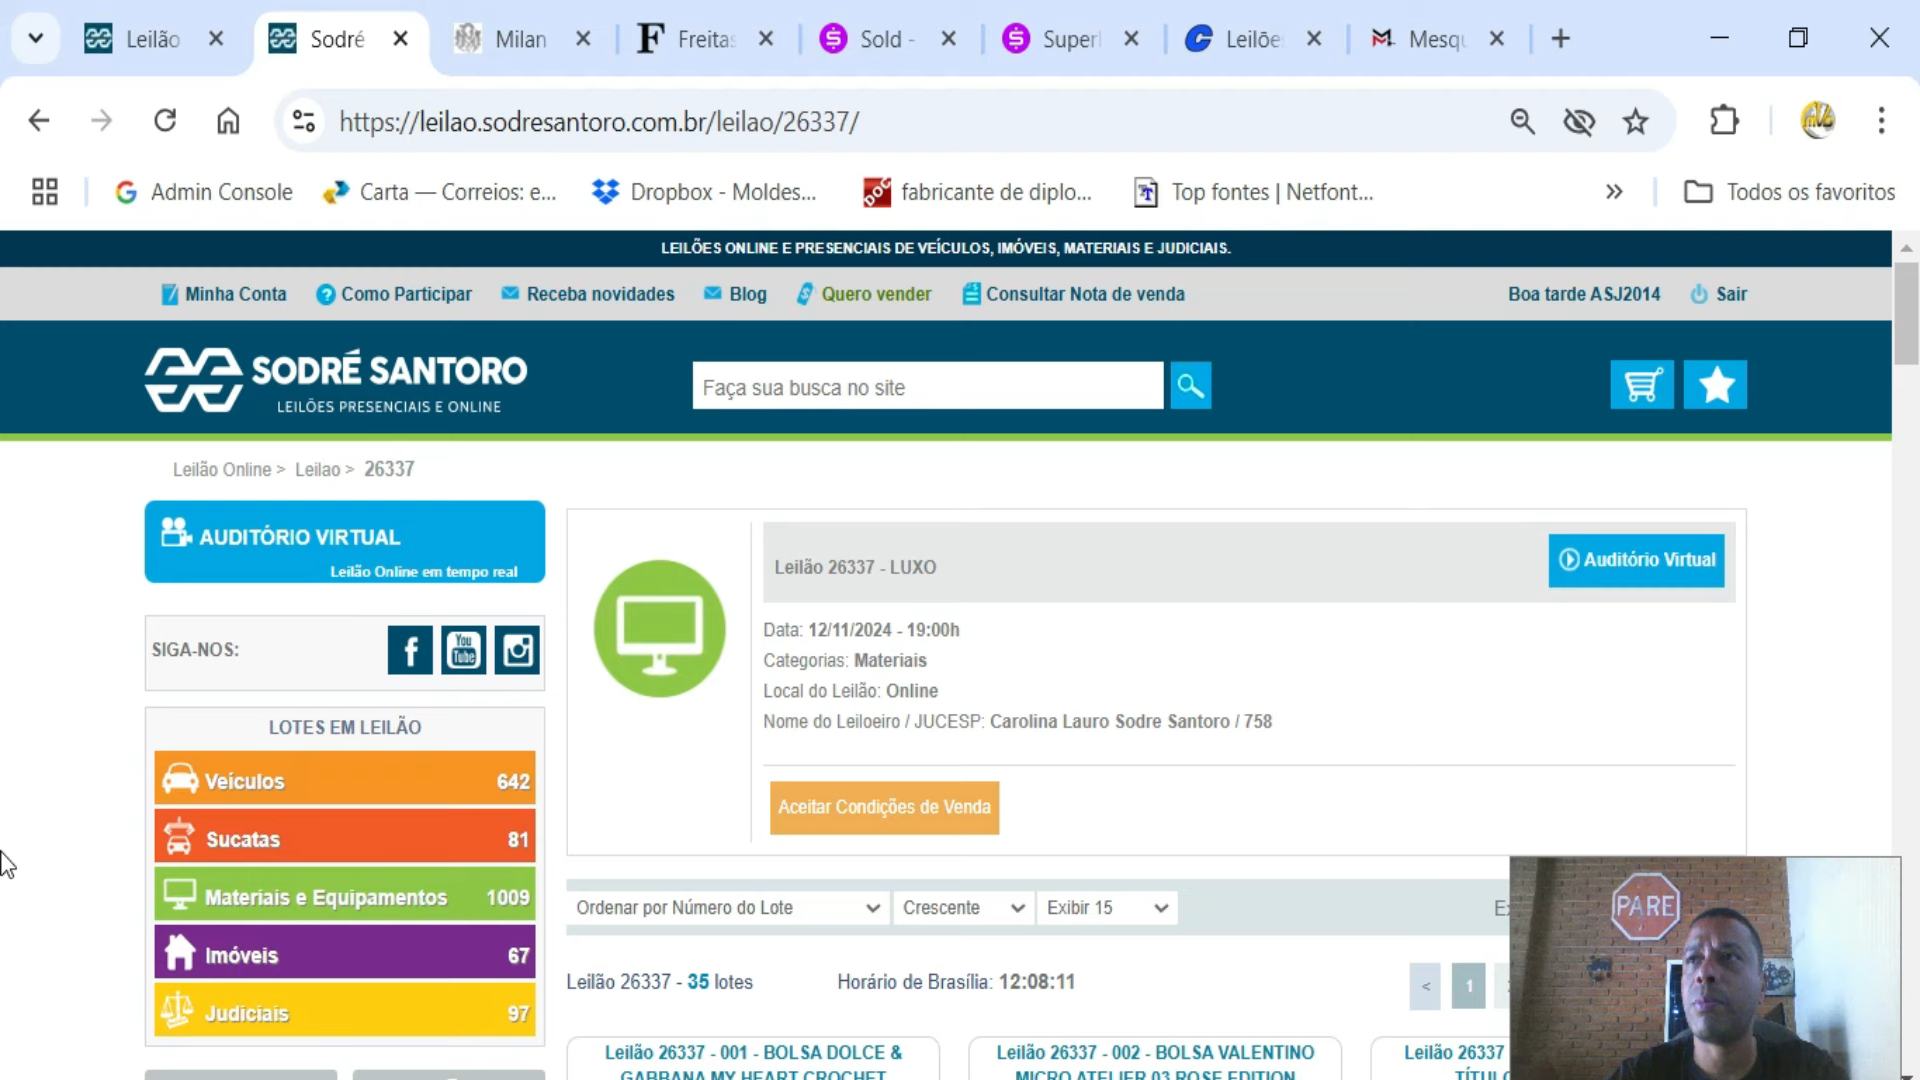 Leilão
Sodré
Milan
Freitas
Sold -
Super
Leilõe
Mesqu
https://leilao.sodresantoro.com.br/leilao/26337/
Admin Console
Carta — Correios: e...
Dropbox - Moldes...
fabricante de diplo...
Top fontes | Netfont...
Todos os favoritos
LEILÕES ONLINE E PRESENCIAIS DE VEÍCULOS, IMÓVEIS, MATERIAIS E JUDICIAIS.
Minha Conta
Como Participar
Receba novidades
Blog
Quero vender
Consultar Nota de venda
Boa tarde ASJ2014
Sair
SODRÉ SANTORO
LEILÕES PRESENCIAIS E ONLINE
Faça sua busca no site
Leilão Online > Leilao > 26337
AUDITÓRIO VIRTUAL
Leilão Online em tempo real
SIGA-NOS:
You
Tube
LOTES EM LEILÃO
Veículos 642
Sucatas 81
Materiais e Equipamentos 1009
Imóveis 67
Judiciais 97
Leilão 26337 - LUXO
Auditório Virtual
Data: 12/11/2024 - 19:00h
Categorias: Materiais
Local do Leilão: Online
Nome do Leiloeiro / JUCESP: Carolina Lauro Sodre Santoro / 758
Aceitar Condições de Venda
Ordenar por Número do Lote
Crescente
Exibir 15
Leilão 26337 - 35 lotes
Horário de Brasília: 12:08:11
<
1
PARE
Leilão 26337 - 001 - BOLSA DOLCE &
GABBANA MY HEART CROCHET
Leilão 26337 - 002 - BOLSA VALENTINO
MICRO ATELIER 03 ROSE EDITION
Leilão 26337